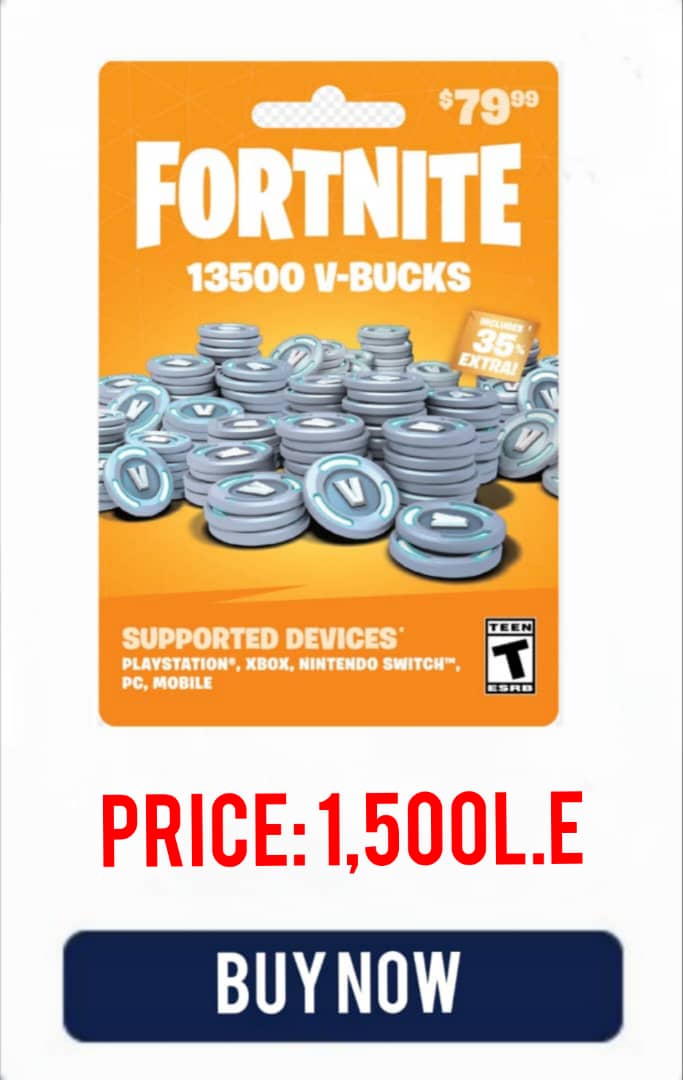 $79.99
FORTNITE
13500 V-BUCKS
INCLUDES
35%
EXTRA!
SUPPORTED DEVICES*
PLAYSTATION®, XBOX, NINTENDO SWITCH™,
PC, MOBILE
TEEN
T
ESRB
PRICE: 1,500L.E
BUY NOW